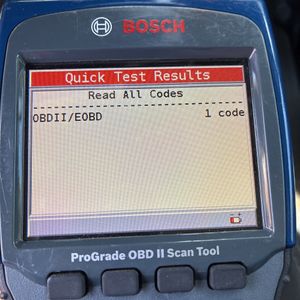 BOSCH
Quick Test Results
Read All Codes
OBDII/EOBD 1 code
ProGrade OBD II Scan Tool